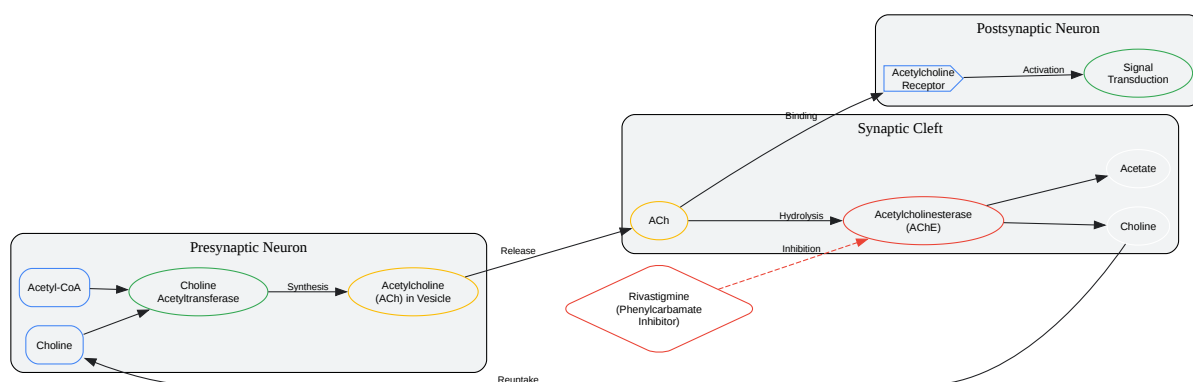 Postsynaptic Neuron
Acetylcholine
Receptor
Activation
Signal
Transduction
Binding
Synaptic Cleft
Acetate
ACh
Hydrolysis
Acetylcholinesterase
(AChE)
Choline
Inhibition
Release
Presynaptic Neuron
Acetyl-CoA
Choline
Acetyltransferase
Synthesis
Acetylcholine
(ACh) in Vesicle
Rivastigmine
(Phenylcarbamate
Inhibitor)
Choline
Reuptake